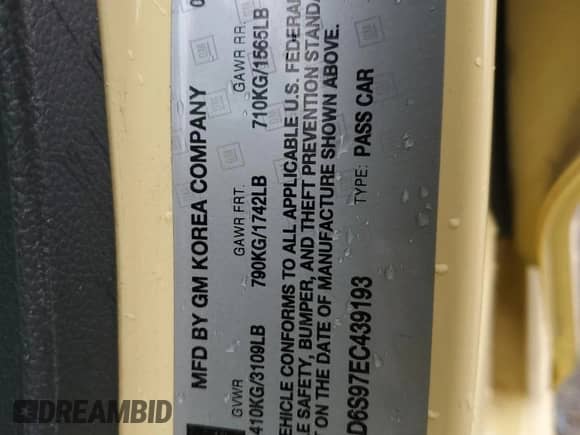 MFD BY GM KOREA COMPANY
GVWR GAWR FRT. GAWR RR.
410KG/3109LB 790KG/1742LB 710KG/1565LB
EHICLE CONFORMS TO ALL APPLICABLE U.S. FEDERA
E SAFETY, BUMPER, AND THEFT PREVENTION STANDA
T ON THE DATE OF MANUFACTURE SHOWN ABOVE.
D6S97EC439193 TYPE: PASS CAR
DREAMBID